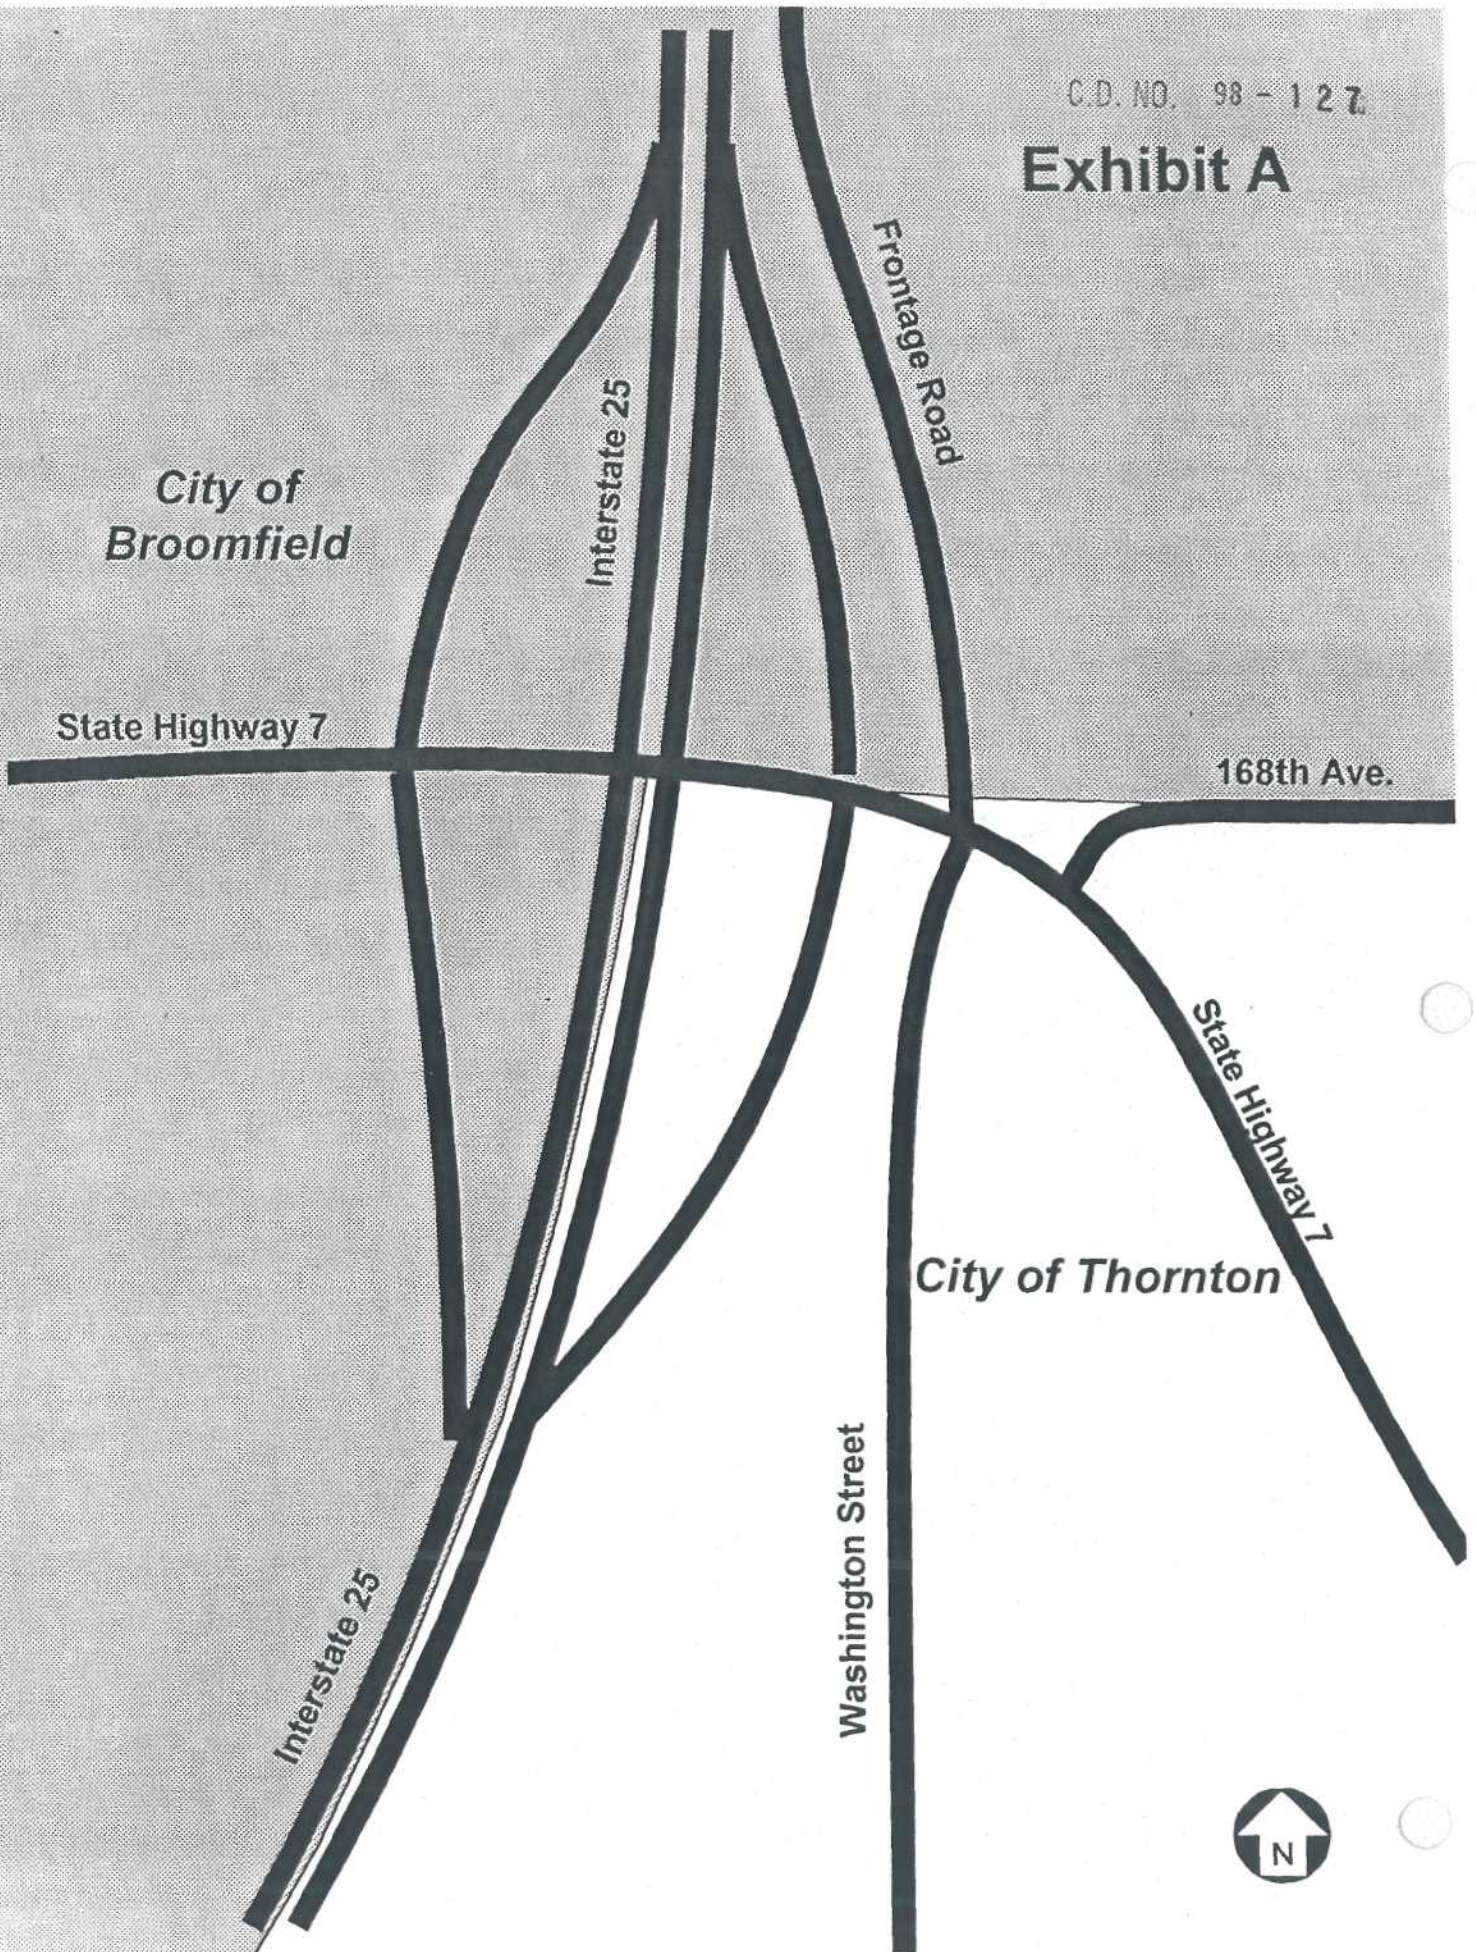 C.D. NO. 98 - 127
Exhibit A
Frontage Road
Interstate 25
City of
Broomfield
State Highway 7
168th Ave.
State Highway 7
City of Thornton
Washington Street
Interstate 25
N